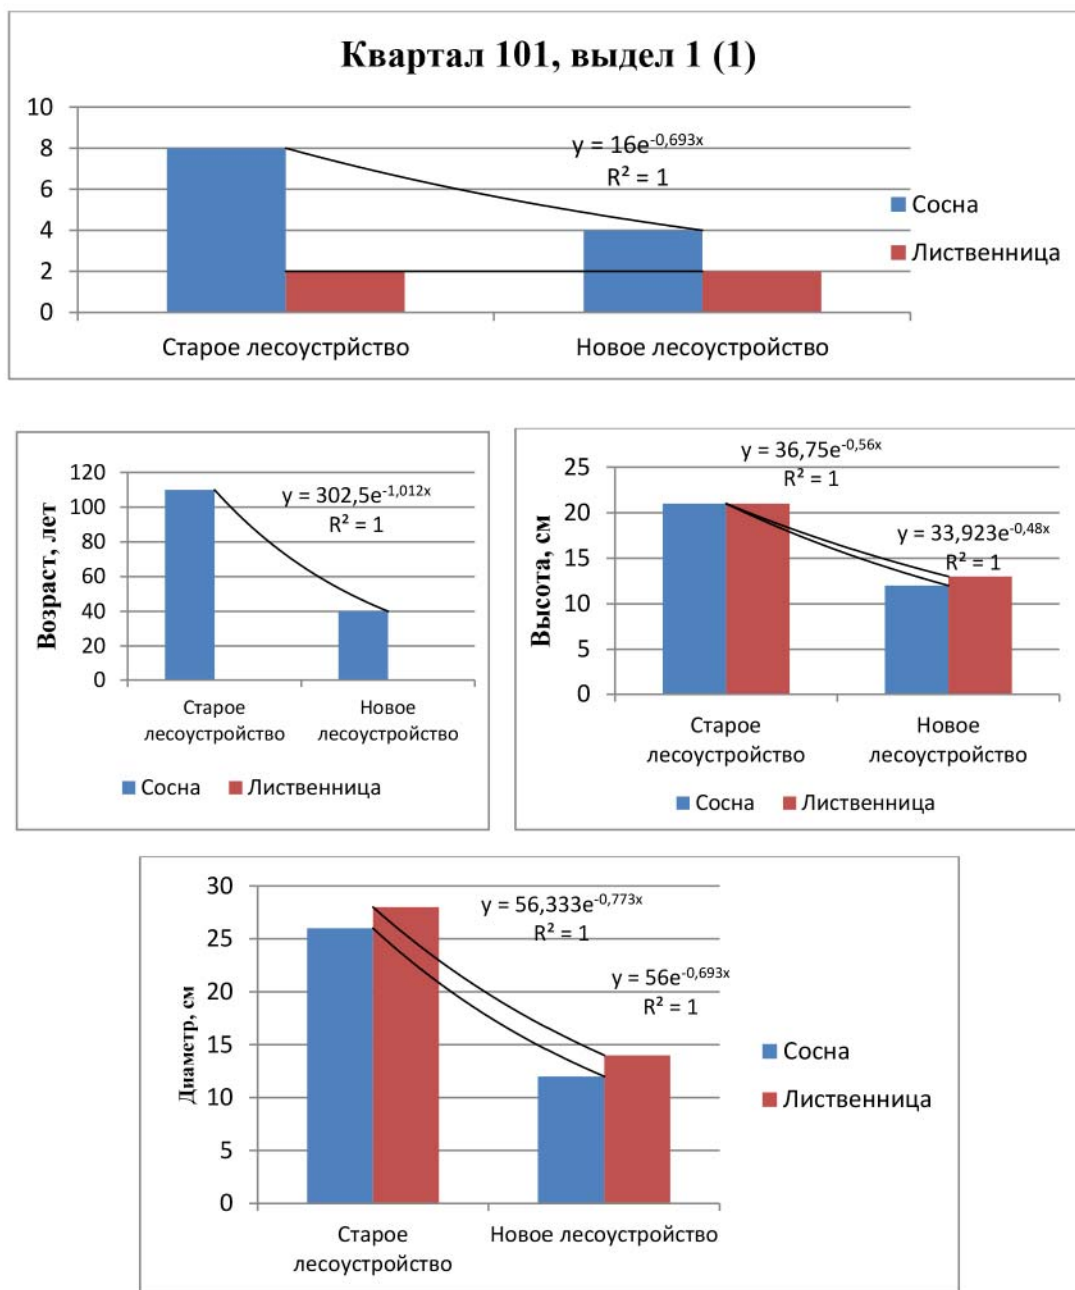 Квартал 101, выдел 1 (1)
10
8
6
4
2
0
y = 16e^-0,693x
R² = 1
Сосна
Лиственница
Старое лесоустрйство
Новое лесоустройство
Возраст, лет
120
100
80
60
40
20
0
y = 302,5e^-1,012x
R² = 1
Старое
лесоустройство
Новое
лесоустройство
Сосна Лиственница
Высота, см
25
20
15
10
5
0
y = 36,75e^-0,56x
R² = 1
y = 33,923e^-0,48x
R² = 1
Старое
лесоустройство
Новое
лесоустройство
Сосна Лиственница
Диаметр, см
30
25
20
15
10
5
0
y = 56,333e^-0,773x
R² = 1
y = 56e^-0,693x
R² = 1
Сосна
Лиственница
Старое
лесоустройство
Новое лесоустройство